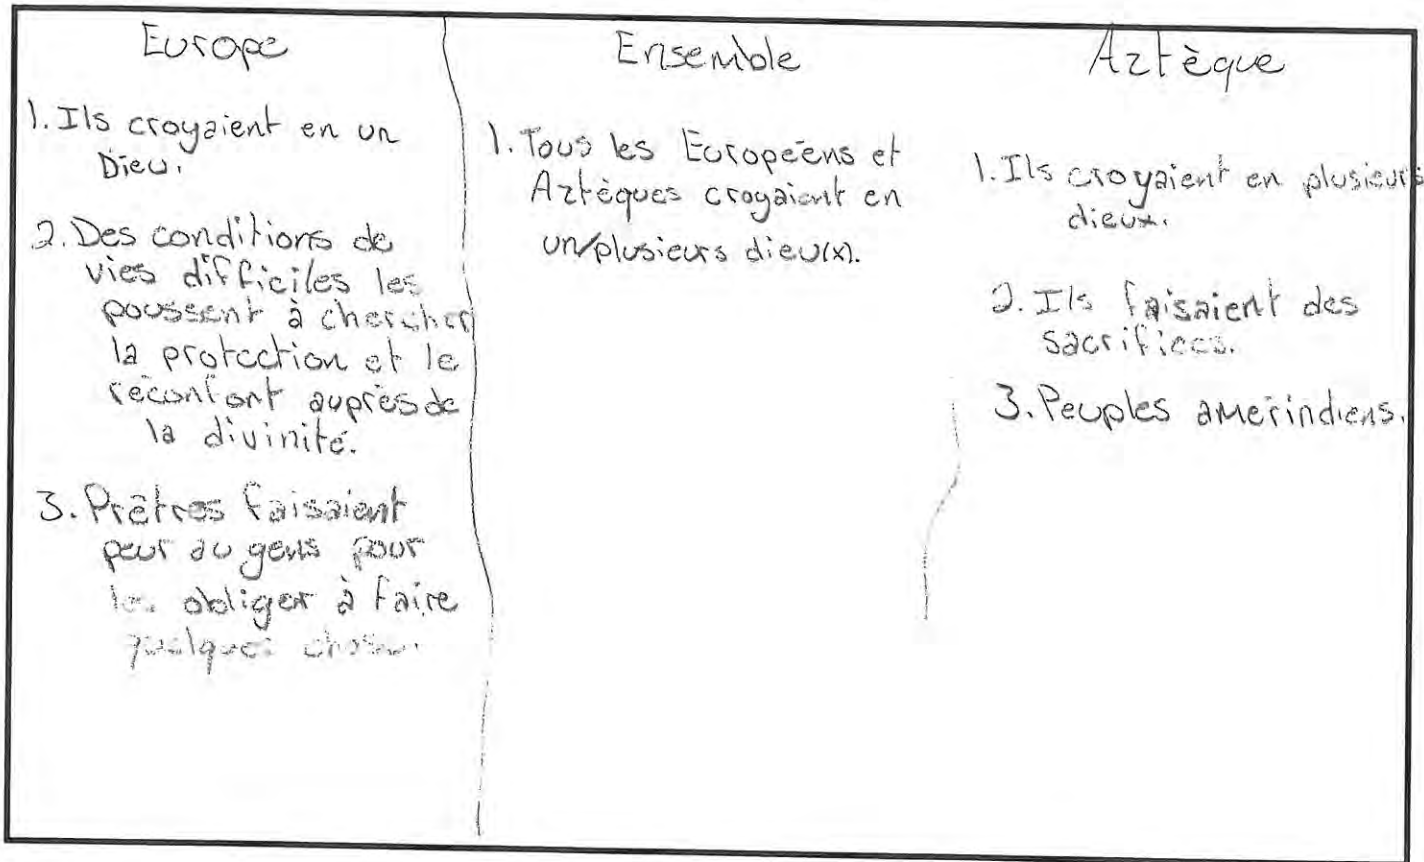 Europe
1. Ils croyaient en un
Dieu.
2. Des conditions de
vies difficiles les
poussent à chercher
la protection et le
réconfort auprès de
la divinité.
3. Prêtres faisaient
peur au gens pour
les obliger à faire
quelques choses.
Ensemble
1. Tous les Européens et
Aztèques croyaient en
un/plusieurs dieu(x).
Aztèque
1. Ils croyaient en plusieurs
dieux.
2. Ils faisaient des
sacrifices.
3. Peuples amérindiens.